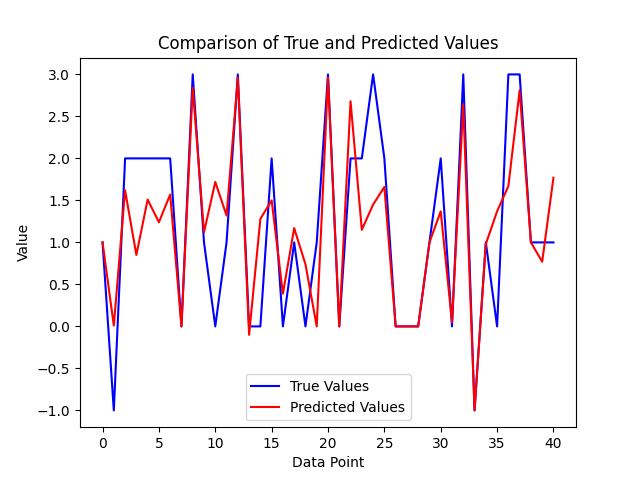 Comparison of True and Predicted Values
Value
3.0
2.5
2.0
1.5
1.0
0.5
0.0
−0.5
−1.0
True Values
Predicted Values
0 5 10 15 20 25 30 35 40
Data Point